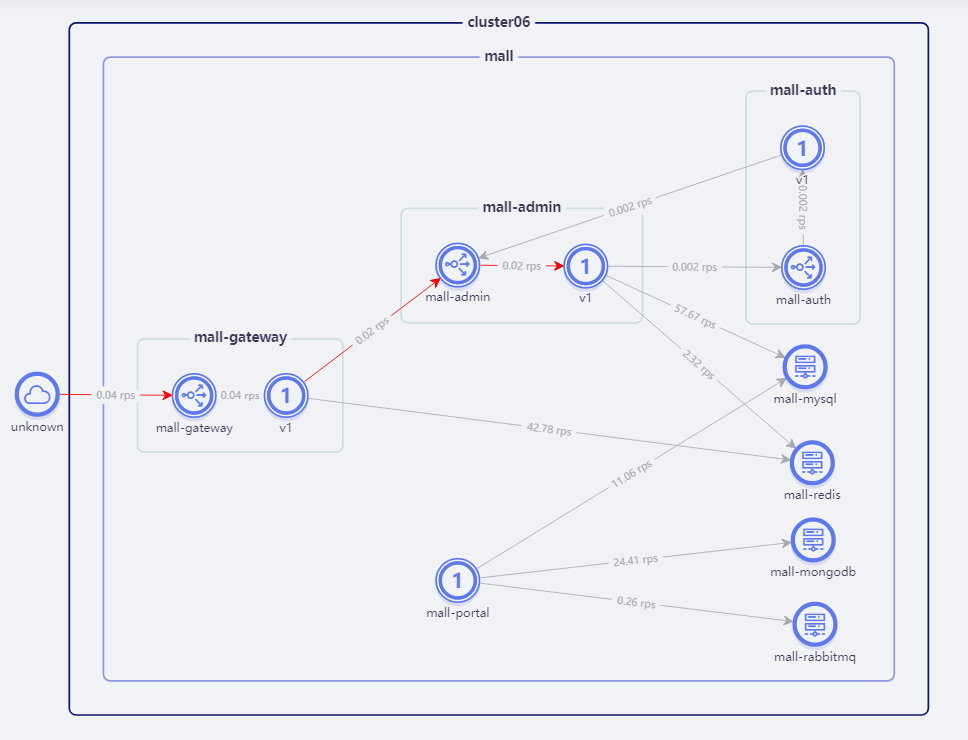 cluster06
mall
mall-auth
1
v1
0.002 rps
0.002 rps
mall-admin
mall-admin
0.02 rps
1
v1
0.002 rps
mall-auth
57.67 rps
2.32 rps
0.02 rps
mall-gateway
unknown
0.04 rps
mall-gateway
0.04 rps
1
v1
mall-mysql
42.78 rps
11.06 rps
mall-redis
24.41 rps
mall-mongodb
1
mall-portal
0.26 rps
mall-rabbitmq